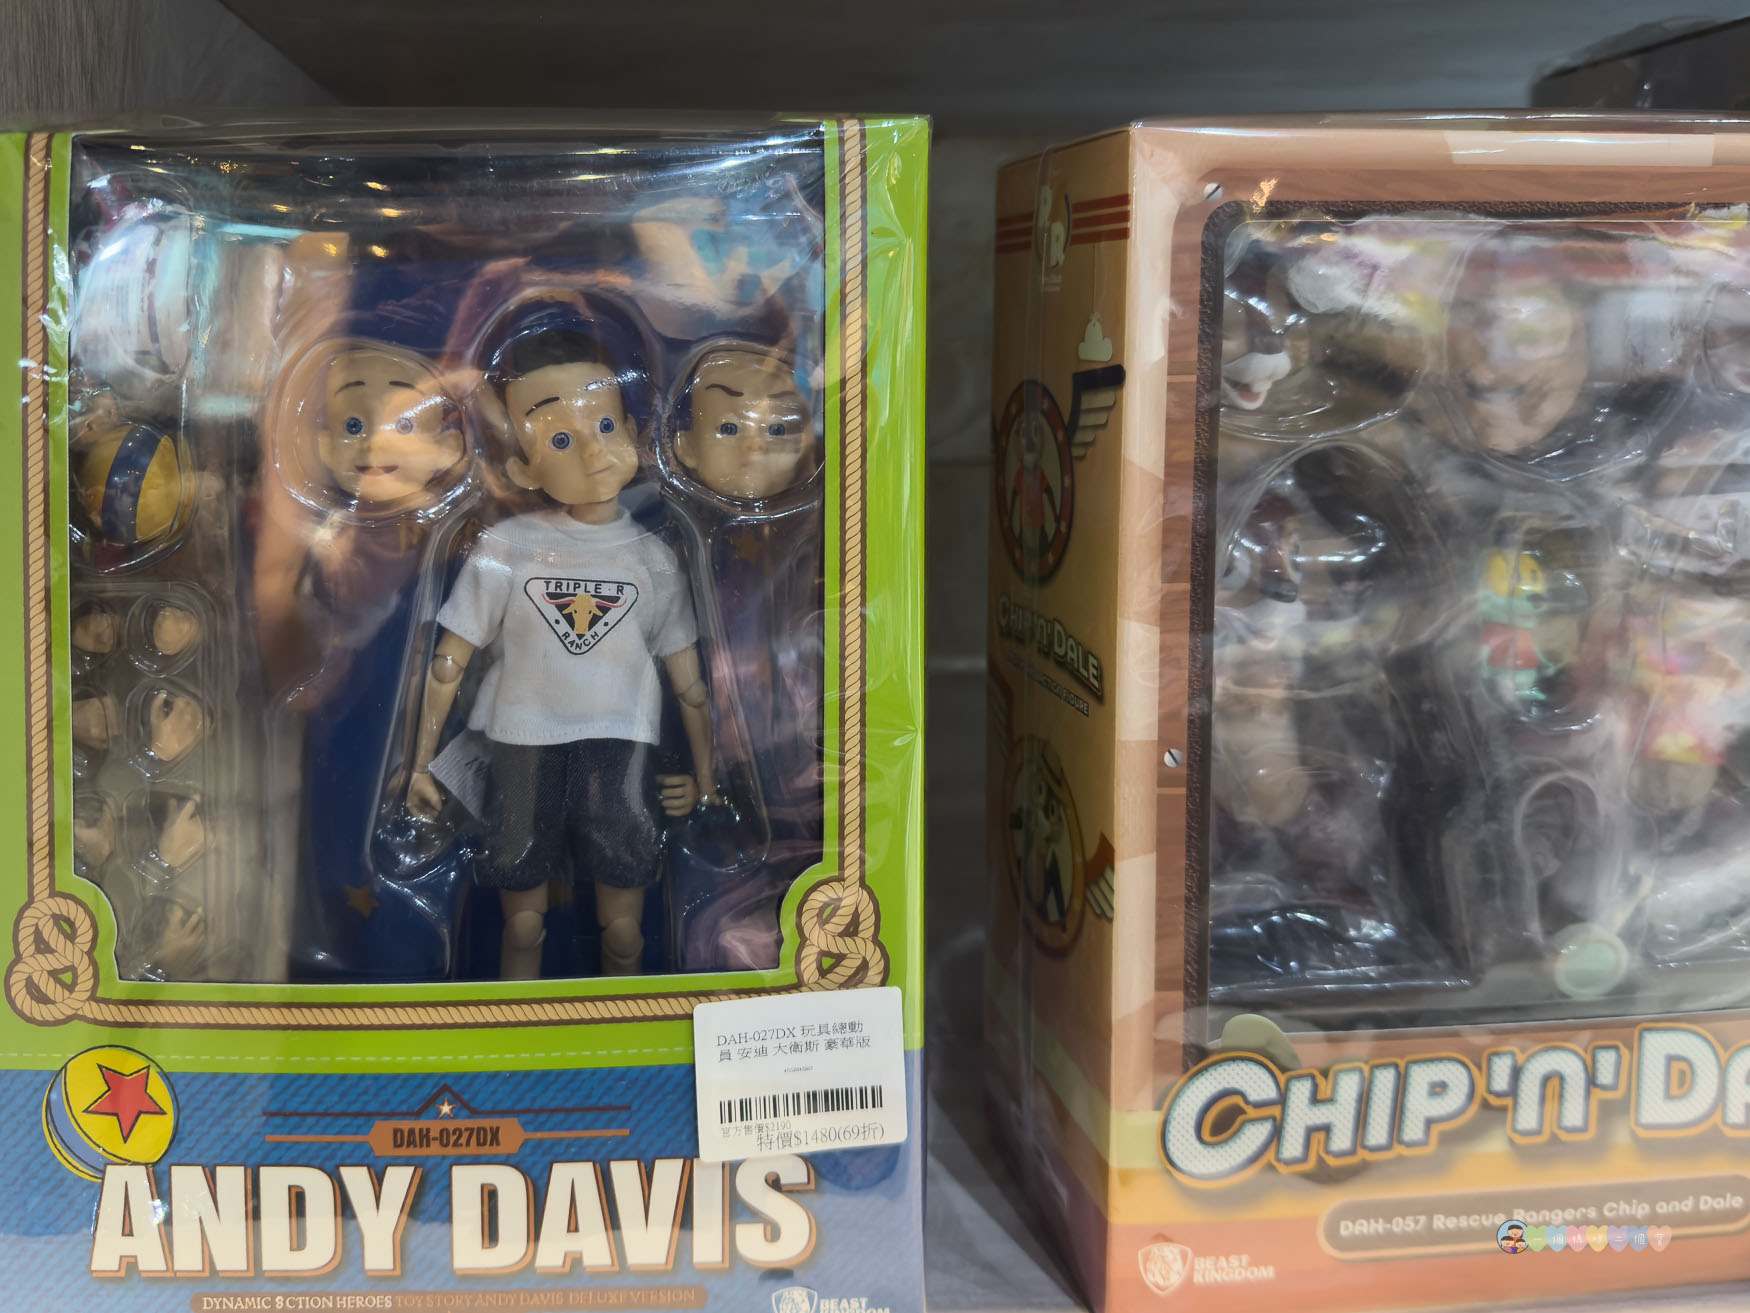 TRIPLE·R
RANCH
DAH-027DX 玩具總動
員 安迪 大衛斯 豪華版
官方售價$2190
特價$1480(69折)
DAH-027DX
ANDY DAVIS
DYNAMIC 8CTION HEROES TOY STORY ANDY DAVIS DELUXE VERSION
BEAST
KINGDOM
CHIP 'N' DALE
CHIP 'N' DA
DAH-057 Rescue Rangers Chip and Dale
BEAST
KINGDOM